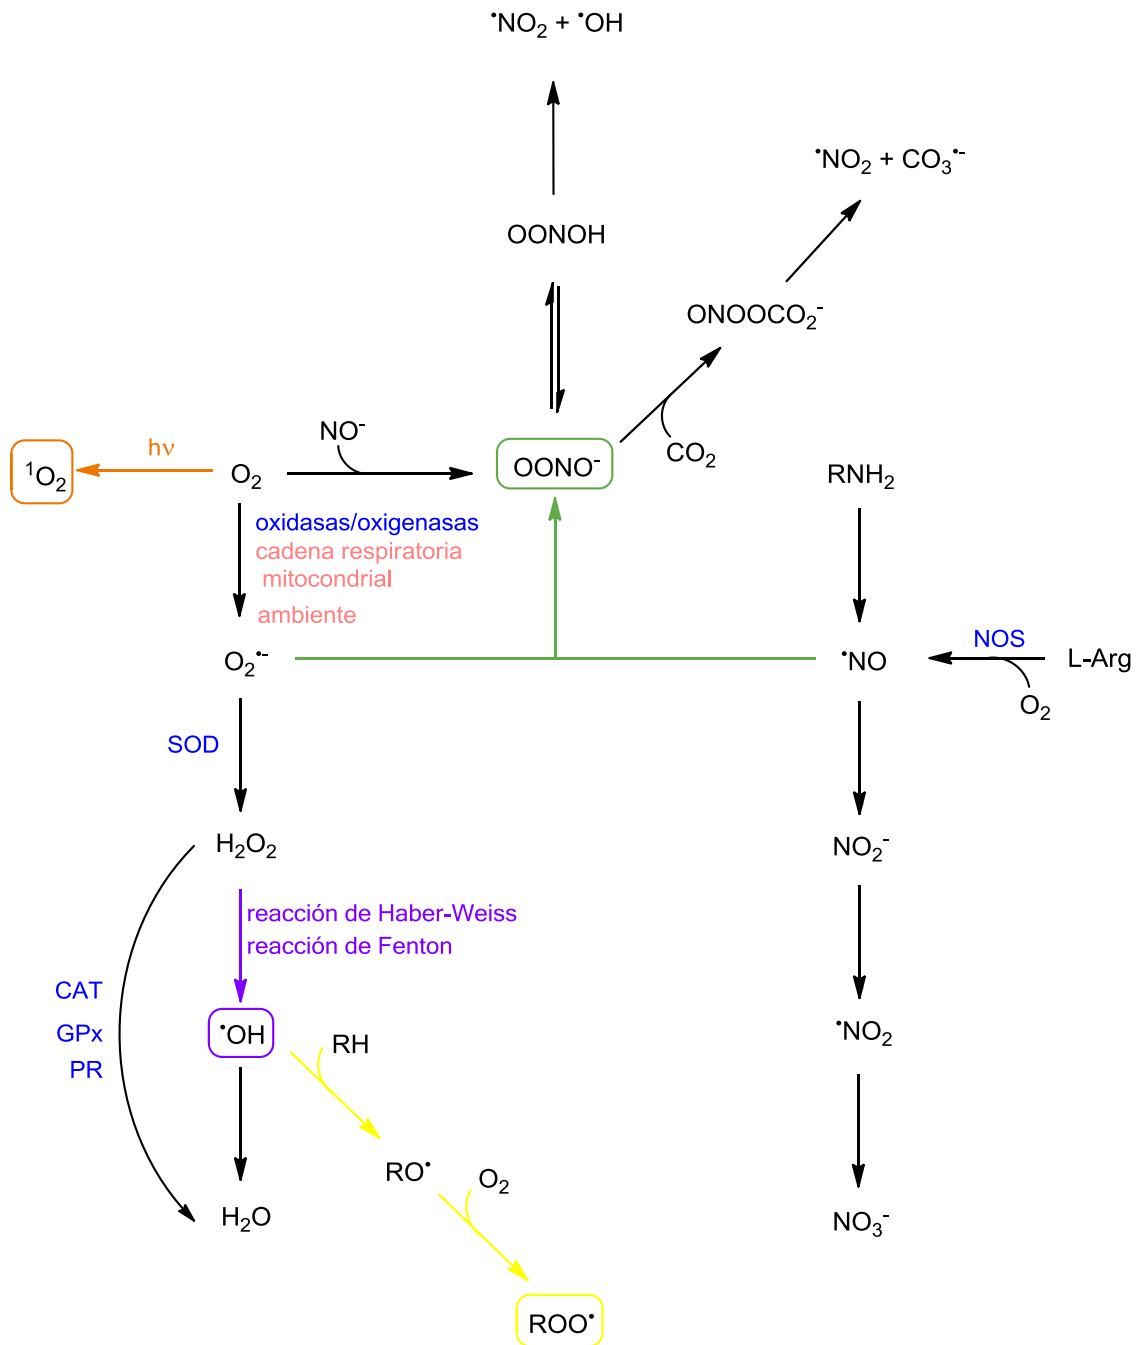 •NO₂ + •OH
•NO₂ + CO₃•⁻
OONOH
ONOOCO₂⁻
NO⁻
hν
¹O₂
O₂
OONO⁻
CO₂
RNH₂
oxidasas/oxigenasas
cadena respiratoria
mitocondrial
ambiente
O₂•⁻
•NO
NOS
L-Arg
O₂
SOD
H₂O₂
NO₂⁻
reacción de Haber-Weiss
reacción de Fenton
CAT
GPx
PR
•OH
RH
•NO₂
RO•
O₂
H₂O
NO₃⁻
ROO•